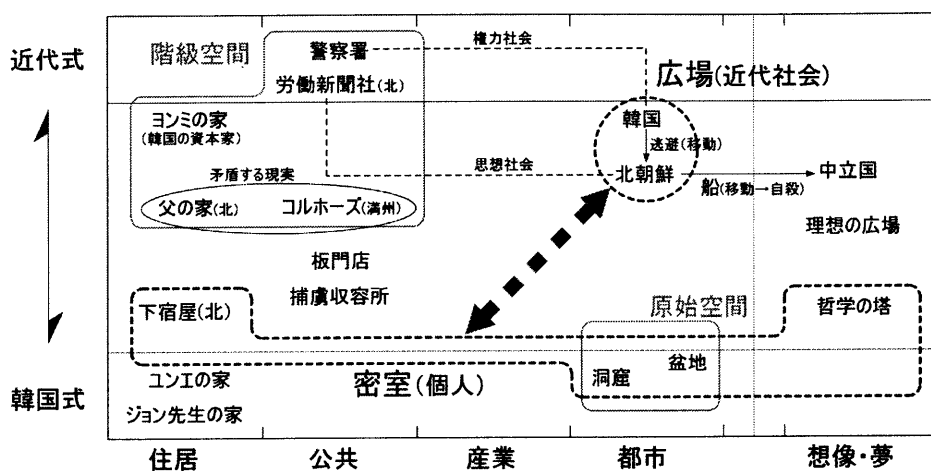 近代式
韓国式
階級空間
警察署
労働新聞社(北)
権力社会
広場(近代社会)
ヨンミの家
(韓国の資本家)
韓国
逃避(移動)
思想社会
北朝鮮
船(移動→自殺)
中立国
矛盾する現実
父の家(北)
コルホーズ(満州)
理想の広場
板門店
捕虜収容所
下宿屋(北)
原始空間
哲学の塔
ユンエの家
密室(個人)
洞窟
盆地
ジョン先生の家
住居
公共
産業
都市
想像・夢